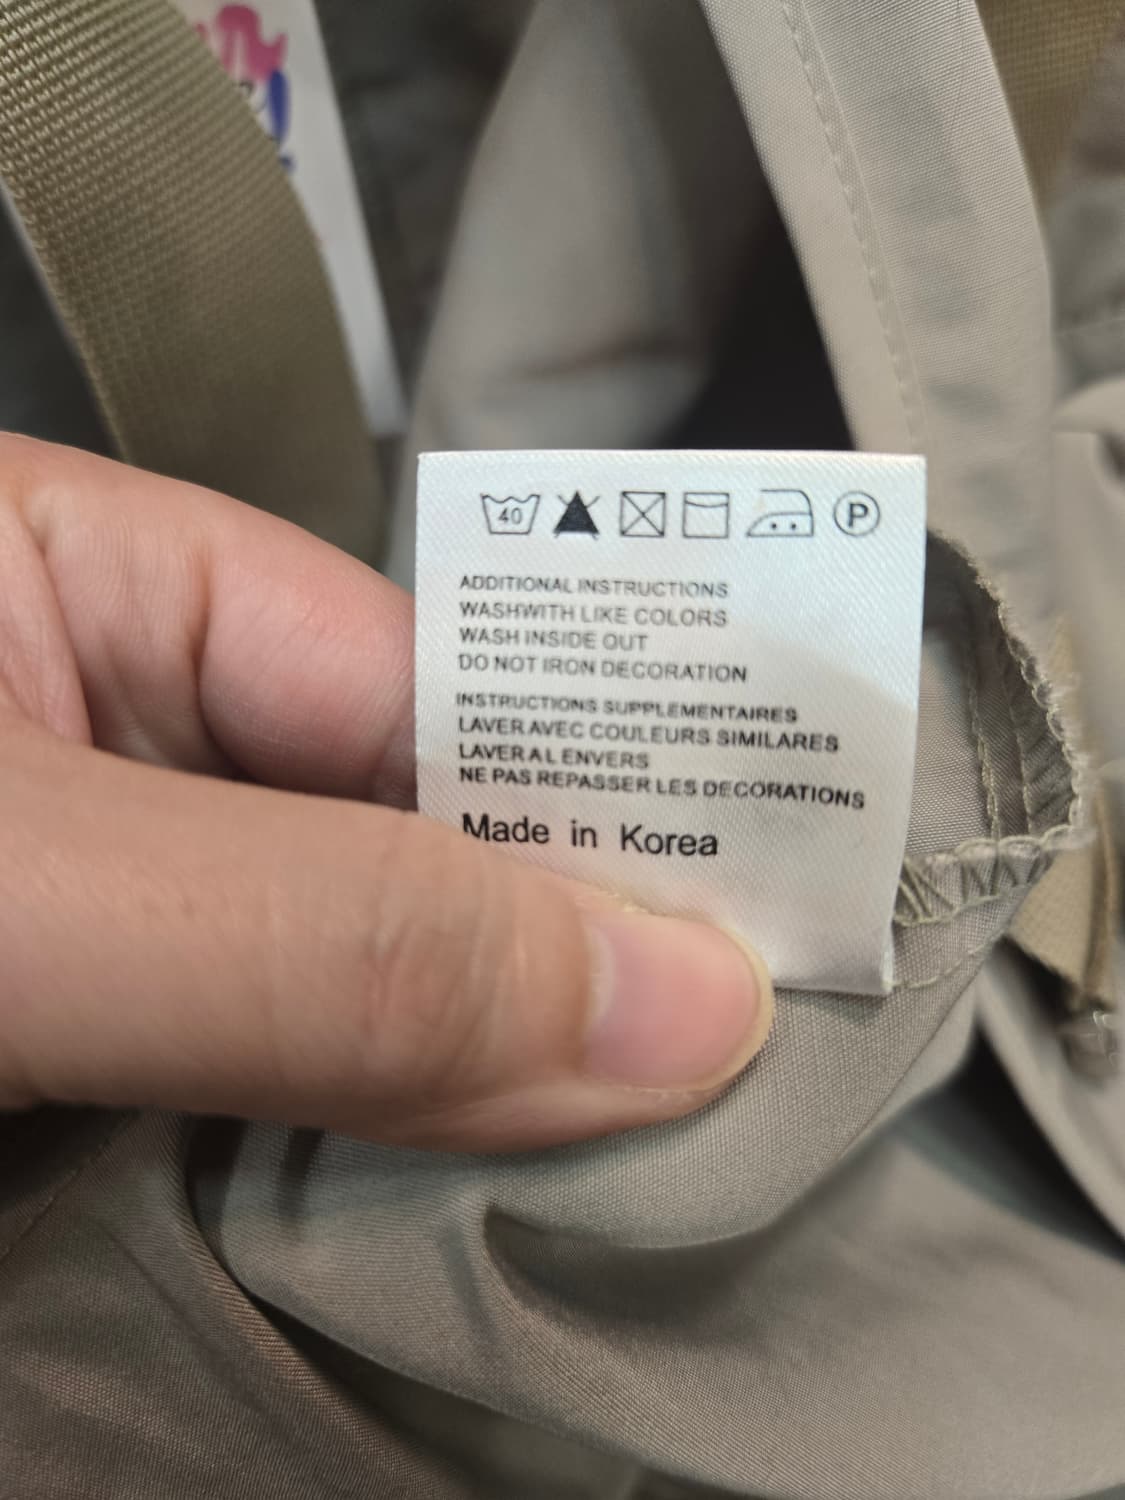 40
P
ADDITIONAL INSTRUCTIONS
WASHWITH LIKE COLORS
WASH INSIDE OUT
DO NOT IRON DECORATION
INSTRUCTIONS SUPPLEMENTAIRES
LAVER AVEC COULEURS SIMILARES
LAVER A L ENVERS
NE PAS REPASSER LES DECORATIONS
Made in Korea